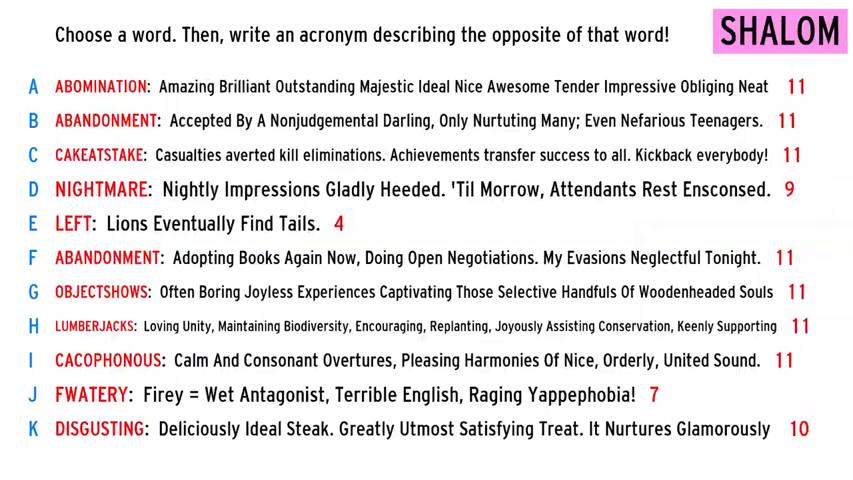 Choose a word. Then, write an acronym describing the opposite of that word! SHALOM
A ABOMINATION: Amazing Brilliant Outstanding Majestic Ideal Nice Awesome Tender Impressive Obliging Neat 11
B ABANDONMENT: Accepted By A Nonjudgemental Darling, Only Nurtuting Many; Even Nefarious Teenagers. 11
C CAKEATSTAKE: Casualties averted kill eliminations. Achievements transfer success to all. Kickback everybody! 11
D NIGHTMARE: Nightly Impressions Gladly Heeded. 'Til Morrow, Attendants Rest Ensconsed. 9
E LEFT: Lions Eventually Find Tails. 4
F ABANDONMENT: Adopting Books Again Now, Doing Open Negotiations. My Evasions Neglectful Tonight. 11
G OBJECTSHOWS: Often Boring Joyless Experiences Captivating Those Selective Handfuls Of Woodenheaded Souls 11
H LUMBERJACKS: Loving Unity, Maintaining Biodiversity, Encouraging, Replanting, Joyously Assisting Conservation, Keenly Supporting 11
I CACOPHONOUS: Calm And Consonant Overtures, Pleasing Harmonies Of Nice, Orderly, United Sound. 11
J FWATERY: Firey = Wet Antagonist, Terrible English, Raging Yappephobia! 7
K DISGUSTING: Deliciously Ideal Steak. Greatly Utmost Satisfying Treat. It Nurtures Glamorously 10